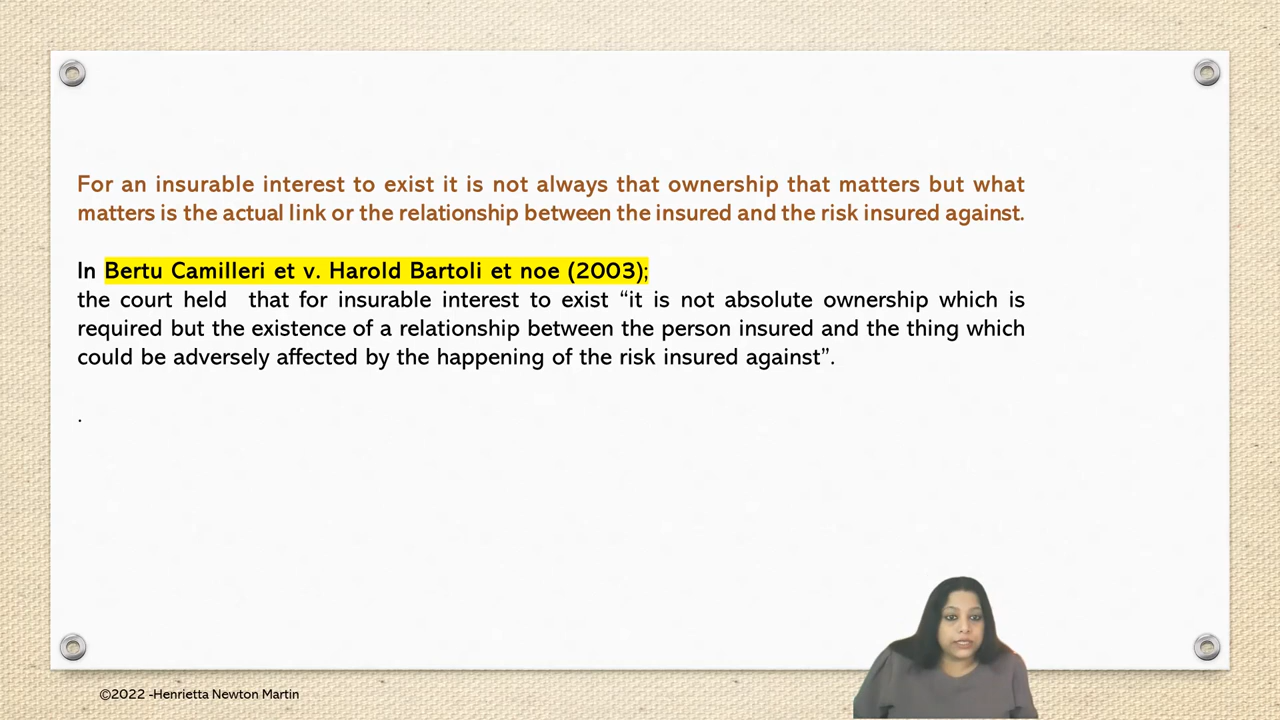 For an insurable interest to exist it is not always that ownership that matters but what
matters is the actual link or the relationship between the insured and the risk insured against.
In Bertu Camilleri et v. Harold Bartoli et noe (2003);
the court held that for insurable interest to exist “it is not absolute ownership which is
required but the existence of a relationship between the person insured and the thing which
could be adversely affected by the happening of the risk insured against”.
.
©2022 -Henrietta Newton Martin